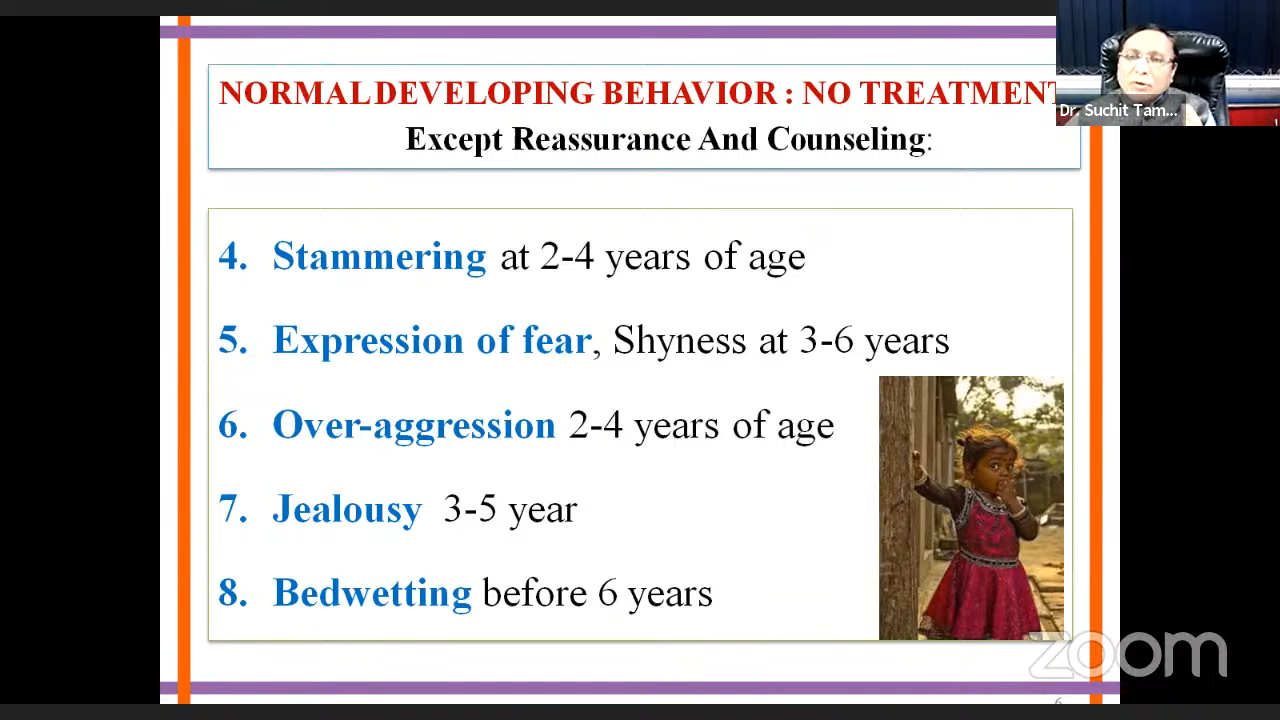 NORMAL DEVELOPING BEHAVIOR : NO TREATMENT
Except Reassurance And Counseling:
Dr. Suchit Tam...
4. Stammering at 2-4 years of age
5. Expression of fear, Shyness at 3-6 years
6. Over-aggression 2-4 years of age
7. Jealousy 3-5 year
8. Bedwetting before 6 years
zoom